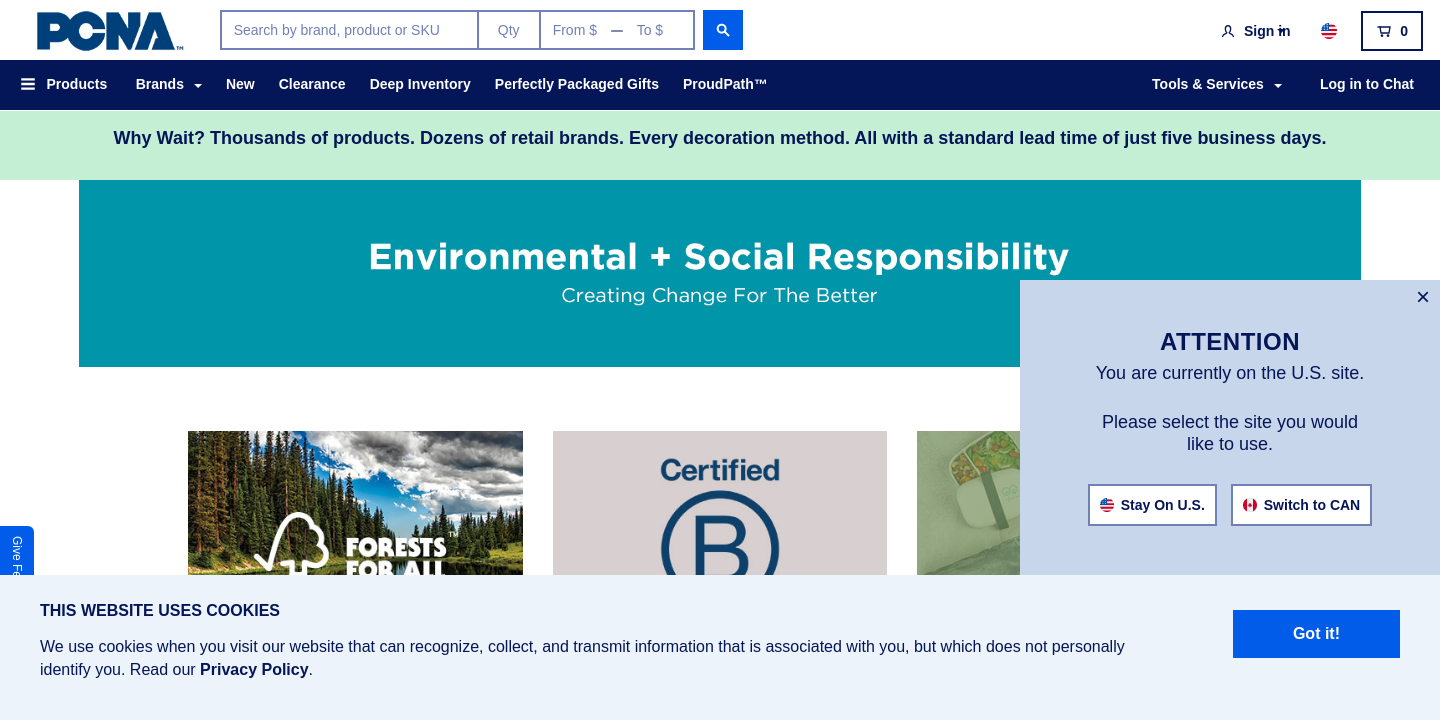 PCNA™
Search by brand, product or SKU
Qty
From $ — To $
Sign in
0
Products
Brands
New
Clearance
Deep Inventory
Perfectly Packaged Gifts
ProudPath™
Tools & Services
Log in to Chat
Why Wait? Thousands of products. Dozens of retail brands. Every decoration method. All with a standard lead time of just five business days.
Environmental + Social Responsibility
Creating Change For The Better
×
ATTENTION
You are currently on the U.S. site.
Please select the site you would
like to use.
Stay On U.S.
Switch to CAN
FORESTS™
FOR ALL
Certified
B
Give Fe
THIS WEBSITE USES COOKIES
We use cookies when you visit our website that can recognize, collect, and transmit information that is associated with you, but which does not personally
identify you. Read our Privacy Policy.
Got it!